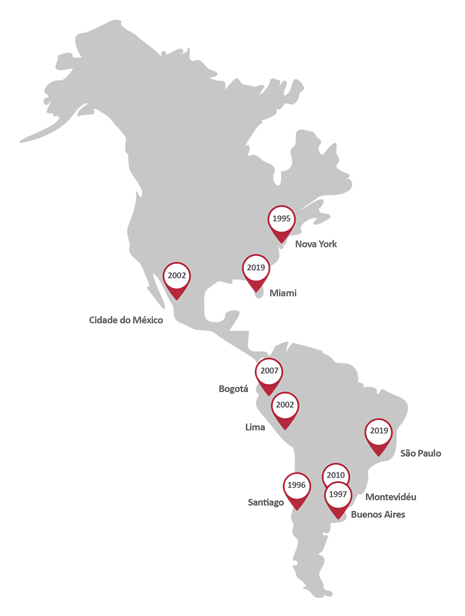 1995
Nova York
2019
Miami
2002
Cidade do México
2007
Bogotá
2002
Lima
2019
São Paulo
2010
Montevidéu
1996
Santiago
1997
Buenos Aires